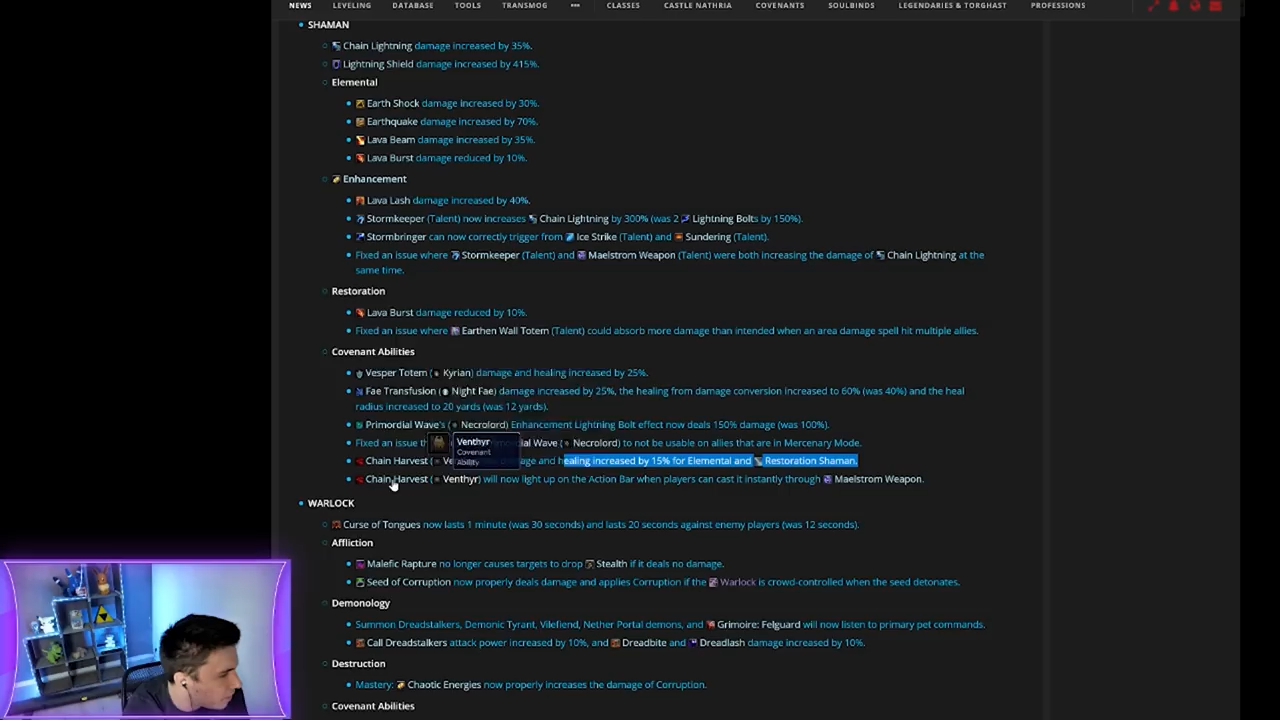 NEWS LEVELING DATABASE TOOLS TRANSMOG ••• CLASSES CASTLE NATHRIA COVENANTS SOULBINDS LEGENDARIES & TORGHAST PROFESSIONS
SHAMAN
Chain Lightning damage increased by 35%.
Lightning Shield damage increased by 415%.
Elemental
Earth Shock damage increased by 30%.
Earthquake damage increased by 70%.
Lava Beam damage increased by 35%.
Lava Burst damage reduced by 10%.
Enhancement
Lava Lash damage increased by 40%.
Stormkeeper (Talent) now increases Chain Lightning by 300% (was 2 Lightning Bolts by 150%).
Stormbringer can now correctly trigger from Ice Strike (Talent) and Sundering (Talent).
Fixed an issue where Stormkeeper (Talent) and Maelstrom Weapon (Talent) were both increasing the damage of Chain Lightning at the
same time.
Restoration
Lava Burst damage reduced by 10%.
Fixed an issue where Earthen Wall Totem (Talent) could absorb more damage than intended when an area damage spell hit multiple allies.
Covenant Abilities
Vesper Totem (Kyrian) damage and healing increased by 25%.
Fae Transfusion (Night Fae) damage increased by 25%, the healing from damage conversion increased to 60% (was 40%) and the heal
radius increased to 20 yards (was 12 yards).
Primordial Wave's (Necrolord) Enhancement Lightning Bolt effect now deals 150% damage (was 100%).
Fixed an issue Wave (Necrolord) to not be usable on allies that are in Mercenary Mode.
Venthyr
Covenant
Ability
Chain Harvest ( and healing increased by 15% for Elemental and Restoration Shaman.
Chain Harvest (Venthyr) will now light up on the Action Bar when players can cast it instantly through Maelstrom Weapon.
WARLOCK
Curse of Tongues now lasts 1 minute (was 30 seconds) and lasts 20 seconds against enemy players (was 12 seconds).
Affliction
Malefic Rapture no longer causes targets to drop Stealth if it deals no damage.
Seed of Corruption now properly deals damage and applies Corruption if the Warlock is crowd-controlled when the seed detonates.
Demonology
Summon Dreadstalkers, Demonic Tyrant, Vilefiend, Nether Portal demons, and Grimoire: Felguard will now listen to primary pet commands.
Call Dreadstalkers attack power increased by 10%, and Dreadbite and Dreadlash damage increased by 10%.
Destruction
Mastery: Chaotic Energies now properly increases the damage of Corruption.
Covenant Abilities